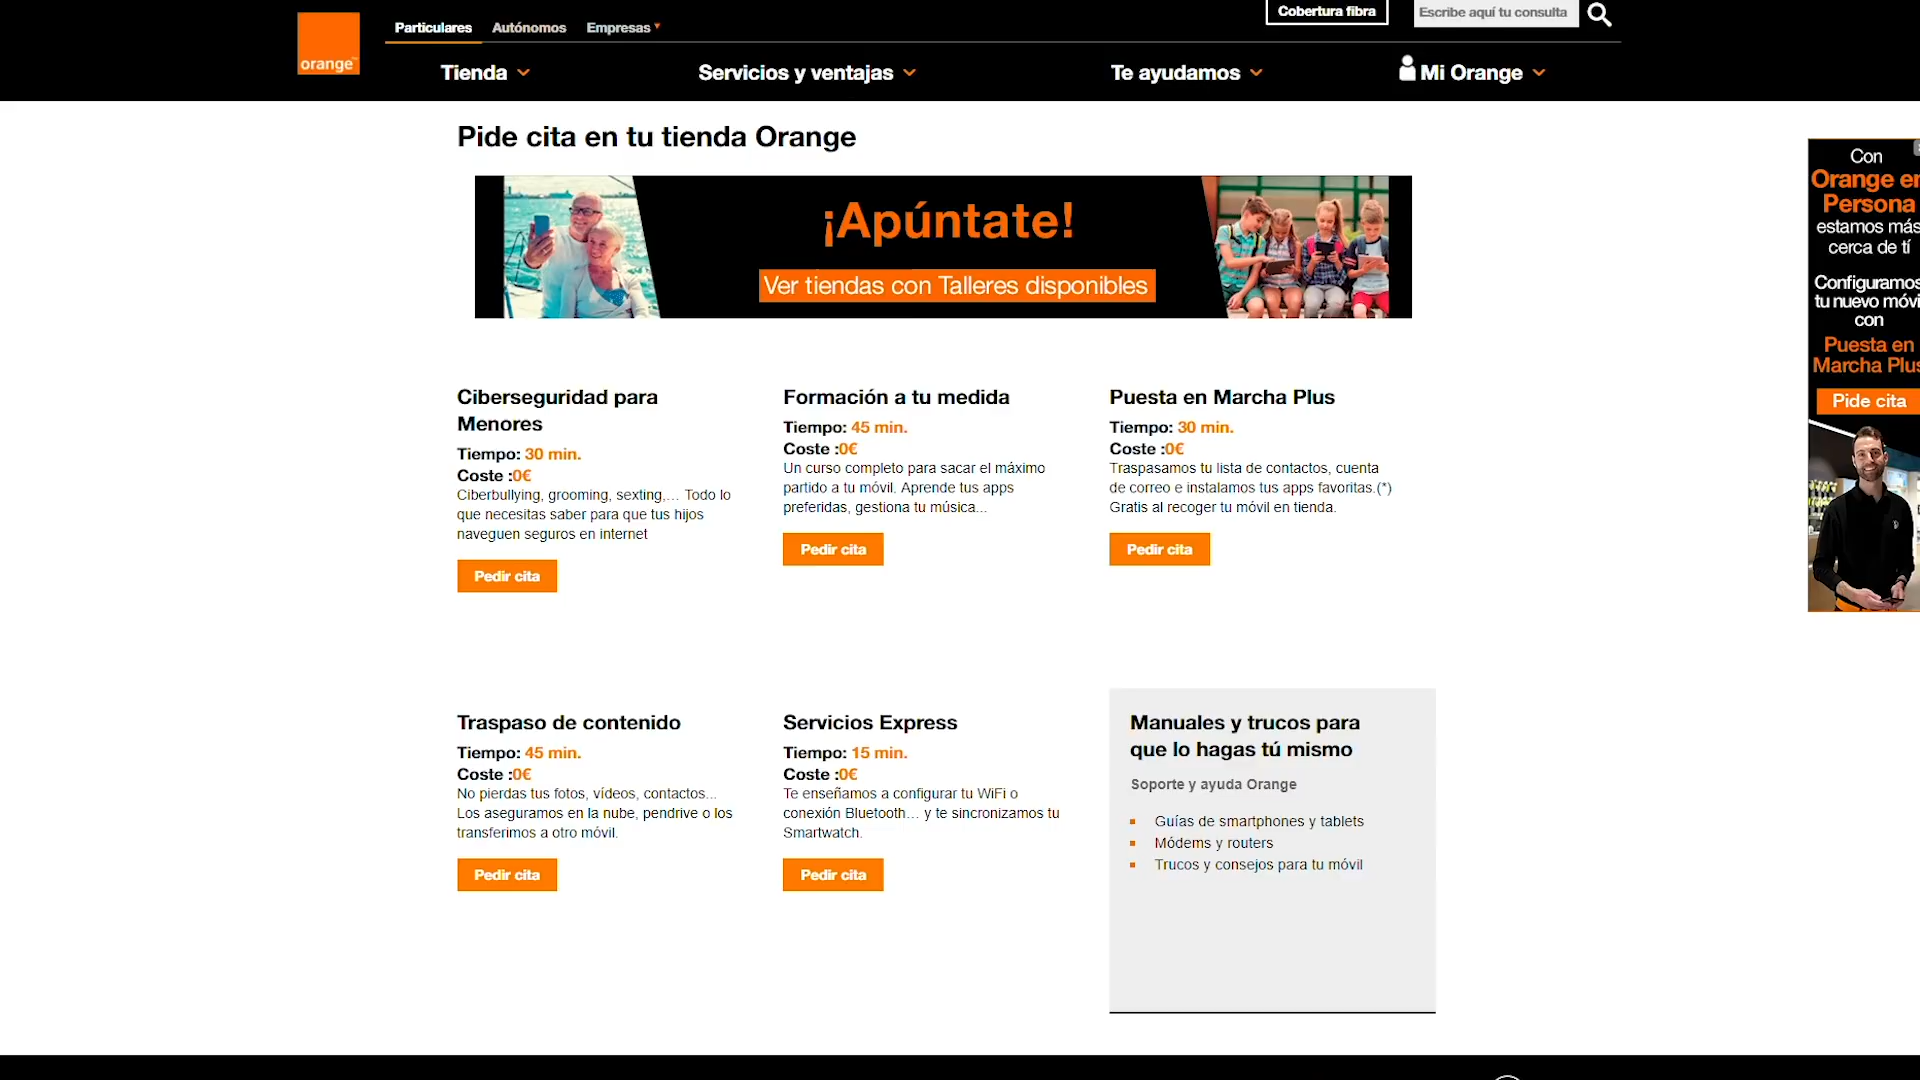 orange
Particulares
Autónomos
Empresas
Cobertura fibra
Escribe aquí tu consulta
Tienda
Servicios y ventajas
Te ayudamos
Mi Orange
Pide cita en tu tienda Orange
¡Apúntate!
Ver tiendas con Talleres disponibles
Ciberseguridad para
Menores
Tiempo: 30 min.
Coste :0€
Ciberbullying, grooming, sexting,... Todo lo
que necesitas saber para que tus hijos
naveguen seguros en internet
Pedir cita
Formación a tu medida
Tiempo: 45 min.
Coste :0€
Un curso completo para sacar el máximo
partido a tu móvil. Aprende tus apps
preferidas, gestiona tu música...
Pedir cita
Puesta en Marcha Plus
Tiempo: 30 min.
Coste :0€
Traspasamos tu lista de contactos, cuenta
de correo e instalamos tus apps favoritas.(*)
Gratis al recoger tu móvil en tienda.
Pedir cita
Traspaso de contenido
Tiempo: 45 min.
Coste :0€
No pierdas tus fotos, vídeos, contactos...
Los aseguramos en la nube, pendrive o los
transferimos a otro móvil.
Pedir cita
Servicios Express
Tiempo: 15 min.
Coste :0€
Te enseñamos a configurar tu WiFi o
conexión Bluetooth... y te sincronizamos tu
Smartwatch.
Pedir cita
Manuales y trucos para
que lo hagas tú mismo
Soporte y ayuda Orange
Guías de smartphones y tablets
Módems y routers
Trucos y consejos para tu móvil
Con
Orange en
Persona
estamos más
cerca de tí
Configuramos
tu nuevo móvi
con
Puesta en
Marcha Plus
Pide cita